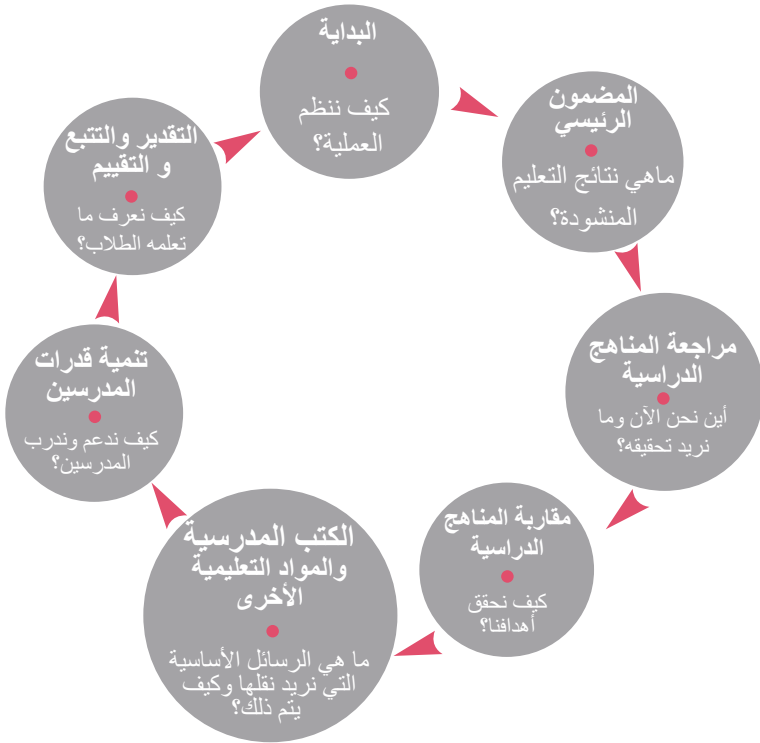 البداية
كيف ننظم
العملية؟
المضمون
الرئيسي
ماهي نتائج التعليم
المنشودة؟
مراجعة المناهج
الدراسية
أين نحن الآن وما
نريد تحقيقه؟
مقاربة المناهج
الدراسية
كيف نحقق
أهدافنا؟
الكتب المدرسية
والمواد التعليمية
الأخرى
ما هي الرسائل الأساسية
التي نريد نقلها وكيف
يتم ذلك؟
تنمية قدرات
المدرسين
كيف ندعم وندرب
المدرسين؟
التقدير والتتبع
و التقييم
كيف نعرف ما
تعلمه الطلاب؟